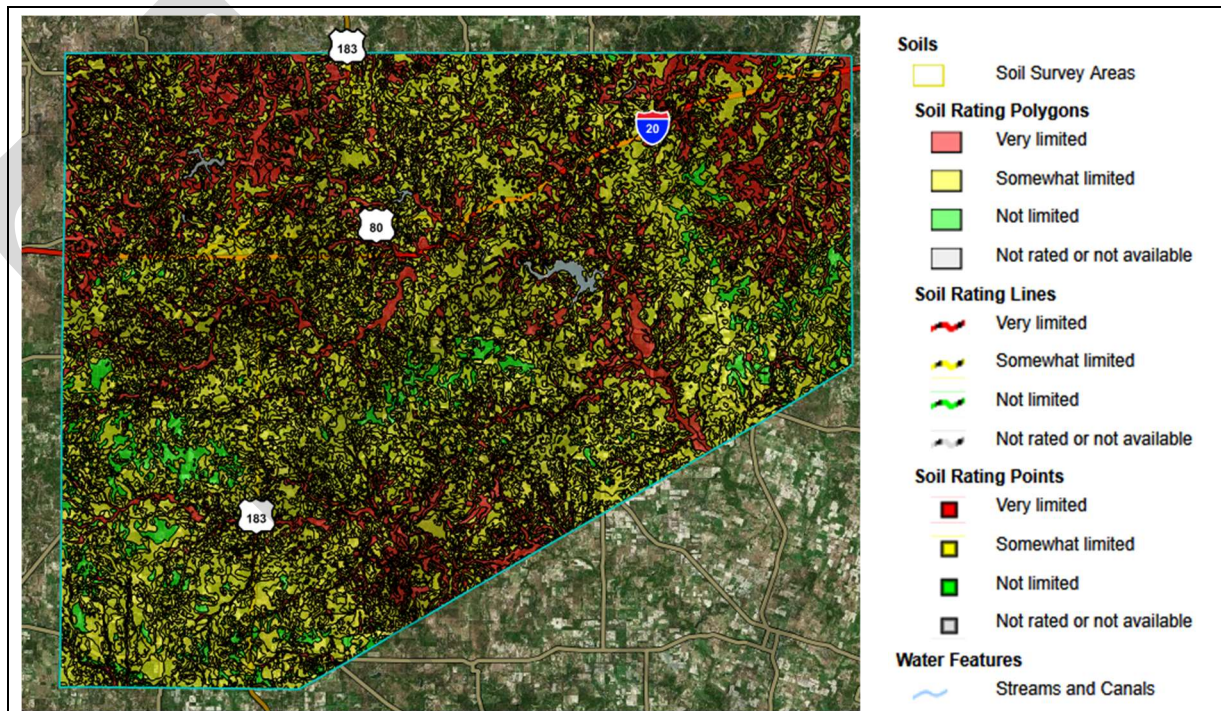 183
20
80
183
Soils
Soil Survey Areas
Soil Rating Polygons
Very limited
Somewhat limited
Not limited
Not rated or not available
Soil Rating Lines
Very limited
Somewhat limited
Not limited
Not rated or not available
Soil Rating Points
Very limited
Somewhat limited
Not limited
Not rated or not available
Water Features
Streams and Canals